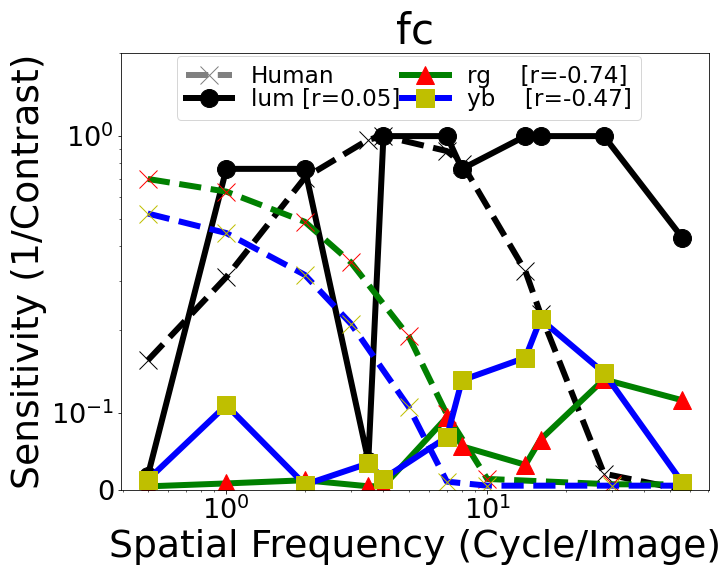 fc
Human
lum [r=0.05]
rg [r=-0.74]
yb [r=-0.47]
Sensitivity (1/Contrast)
10⁰
10⁻¹
0
10⁰ 10¹
Spatial Frequency (Cycle/Image)